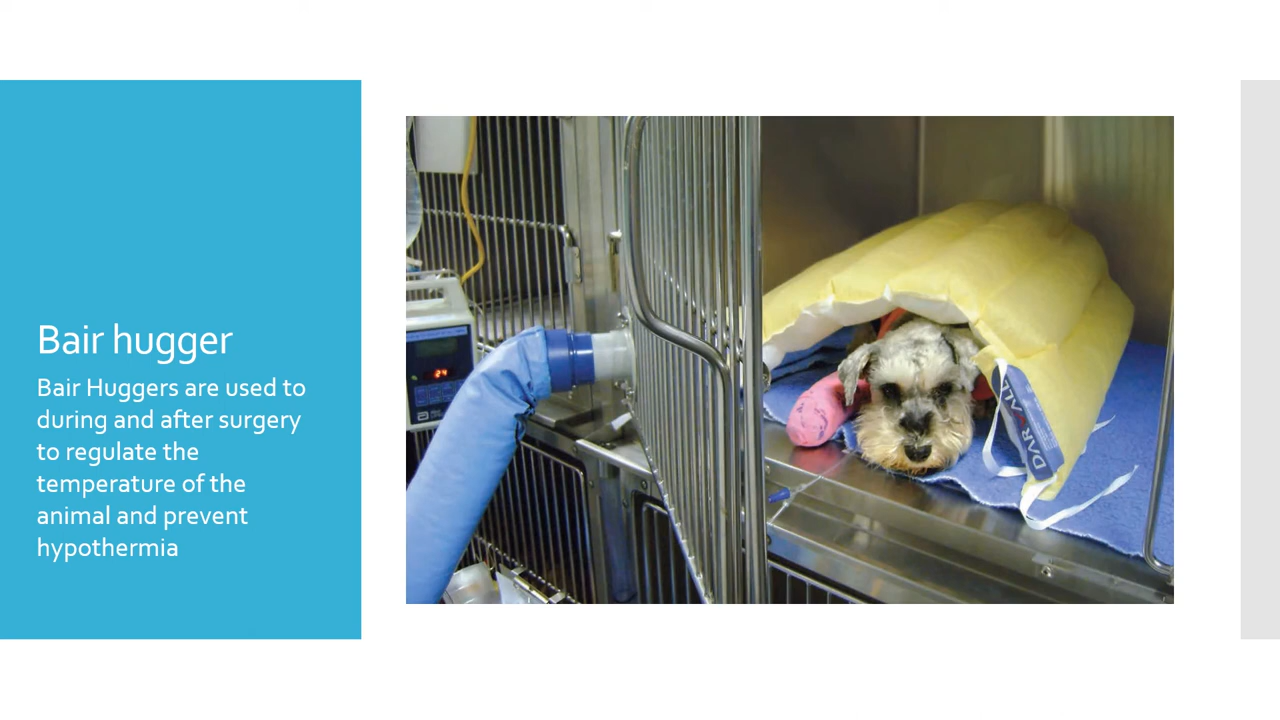 Bair hugger
Bair Huggers are used to
during and after surgery
to regulate the
temperature of the
animal and prevent
hypothermia
24